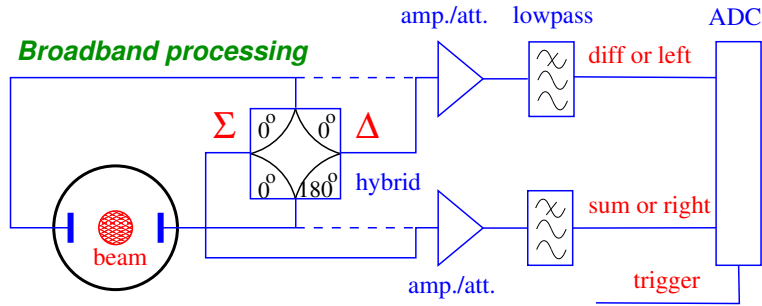 amp./att.
lowpass
ADC
Broadband processing
diff or left
Σ
0°
0°
Δ
0°
180°
hybrid
sum or right
beam
amp./att.
trigger